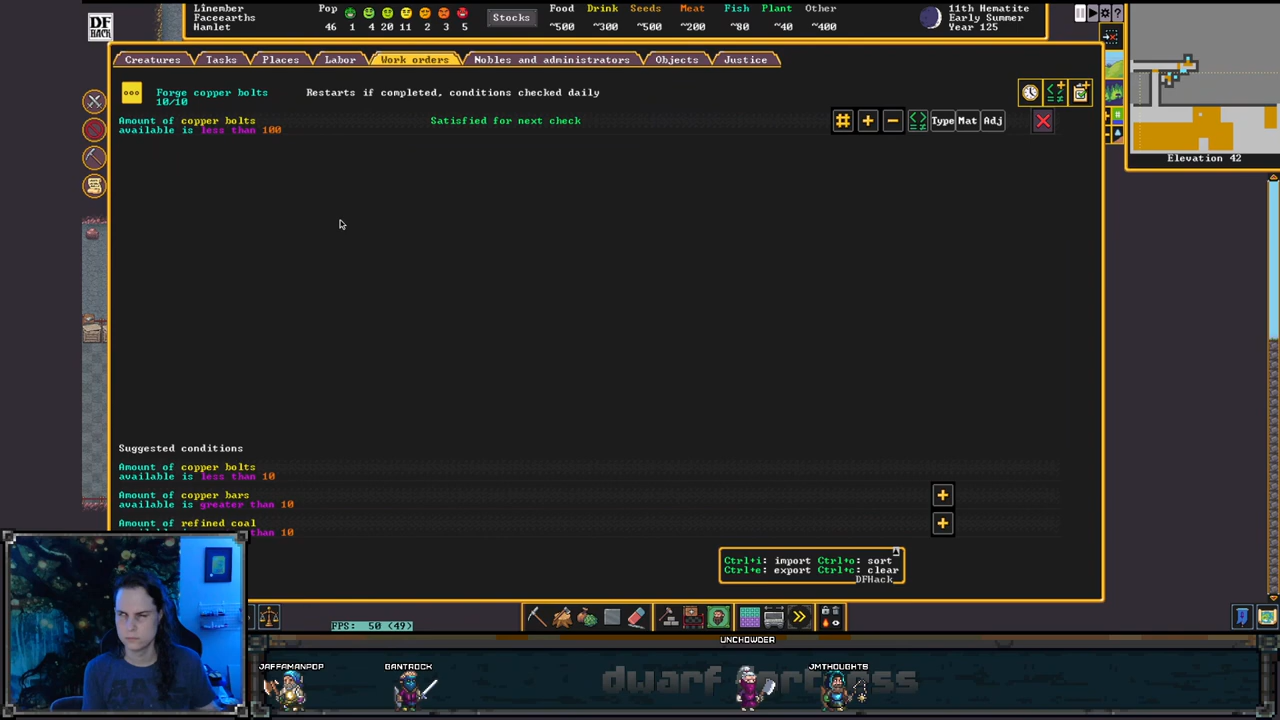 DF
HACK
Linember
Faceearths
Hamlet
Pop
46 1 4 20 11 2 3 5
Stocks
Food Drink Seeds Meat Fish Plant Other
~500 ~300 ~500 ~200 ~80 ~40 ~400
11th Hematite
Early Summer
Year 125
?
Elevation 42
Creatures Tasks Places Labor Work orders Nobles and administrators Objects Justice
Forge copper bolts
10/10
Restarts if completed, conditions checked daily
Amount of copper bolts
available is less than 100
Satisfied for next check
Type Mat Adj
Suggested conditions
Amount of copper bolts
available is less than 10
Amount of copper bars
available is greater than 10
Amount of refined coal
than 10
Ctrl+i: import Ctrl+o: sort
Ctrl+e: export Ctrl+c: clear
DFHack
FPS: 50 (49)
UNCHOWDER
JAFFAMANPOP
GANTROCK
JMTHOUGHTS
dwarf